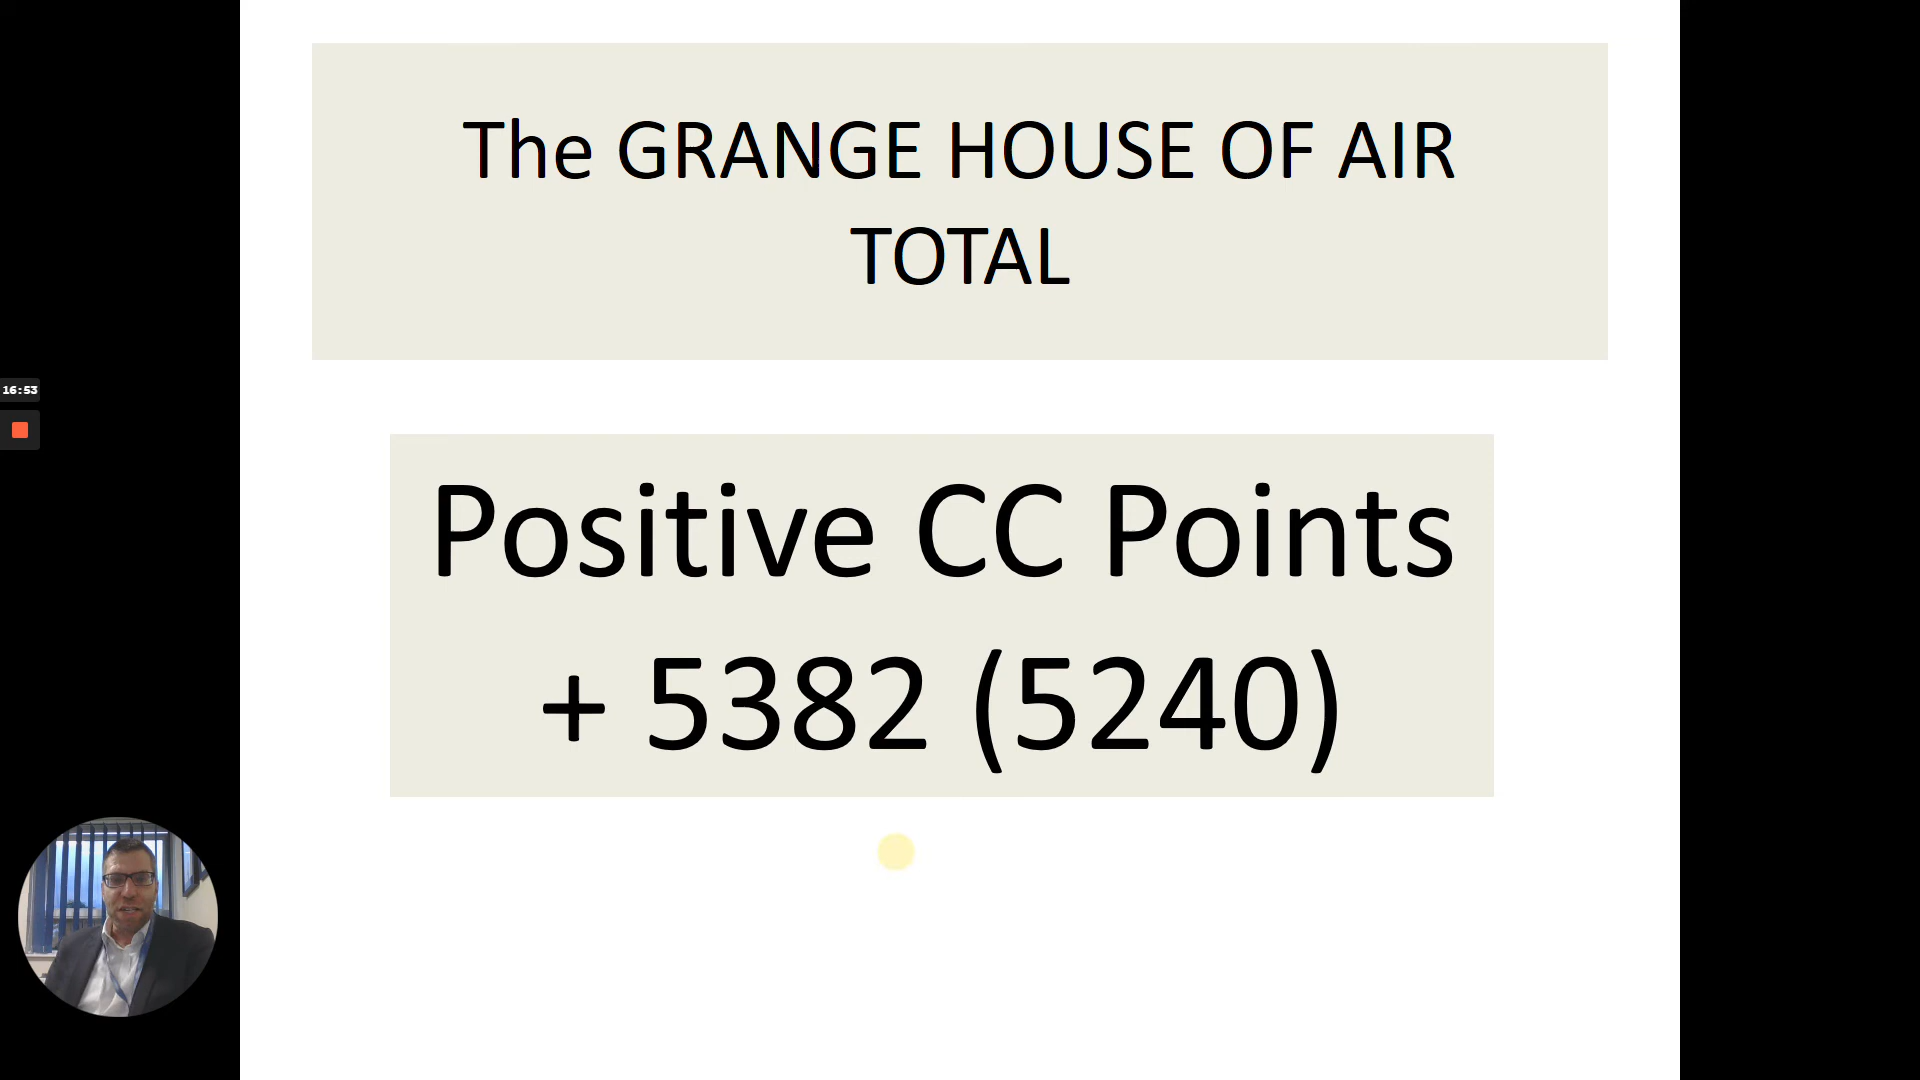 The GRANGE HOUSE OF AIR
TOTAL
16:53
Positive CC Points
+ 5382 (5240)